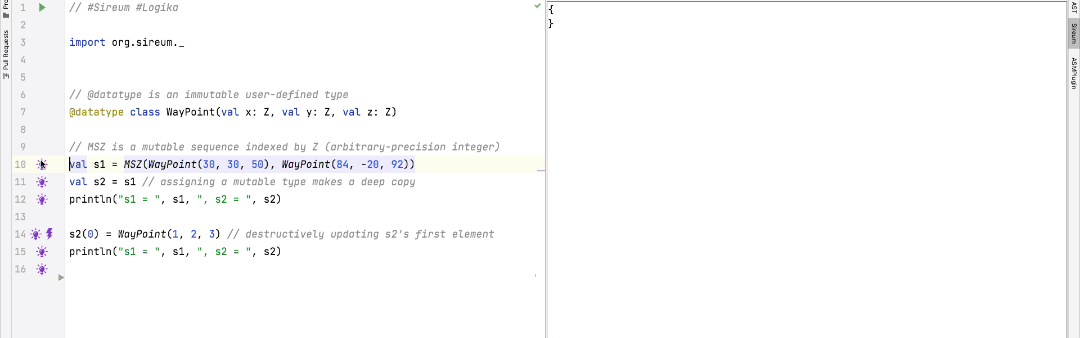 1 // #Sireum #Logika
2
3 import org.sireum._
4
5
6 // @datatype is an immutable user-defined type
7 @datatype class WayPoint(val x: Z, val y: Z, val z: Z)
8
9 // MSZ is a mutable sequence indexed by Z (arbitrary-precision integer)
10 val s1 = MSZ(WayPoint(30, 30, 50), WayPoint(84, -20, 92))
11 val s2 = s1 // assigning a mutable type makes a deep copy
12 println("s1 = ", s1, ", s2 = ", s2)
13
14 s2(0) = WayPoint(1, 2, 3) // destructively updating s2's first element
15 println("s1 = ", s1, ", s2 = ", s2)
16
{
}
Pull Requests
AST
Sireum
ASMPlugin